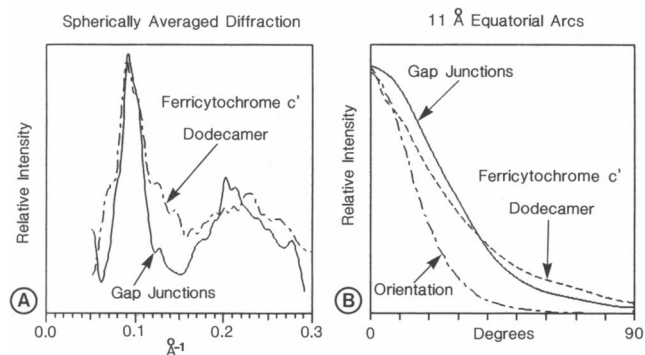 Spherically Averaged Diffraction
Relative Intensity
Ferricytochrome c'
Dodecamer
Gap Junctions
A
0.0 0.1 0.2 0.3
Å-1
11 Å Equatorial Arcs
Relative Intensity
Gap Junctions
Ferricytochrome c'
Dodecamer
Orientation
B
0 Degrees 90